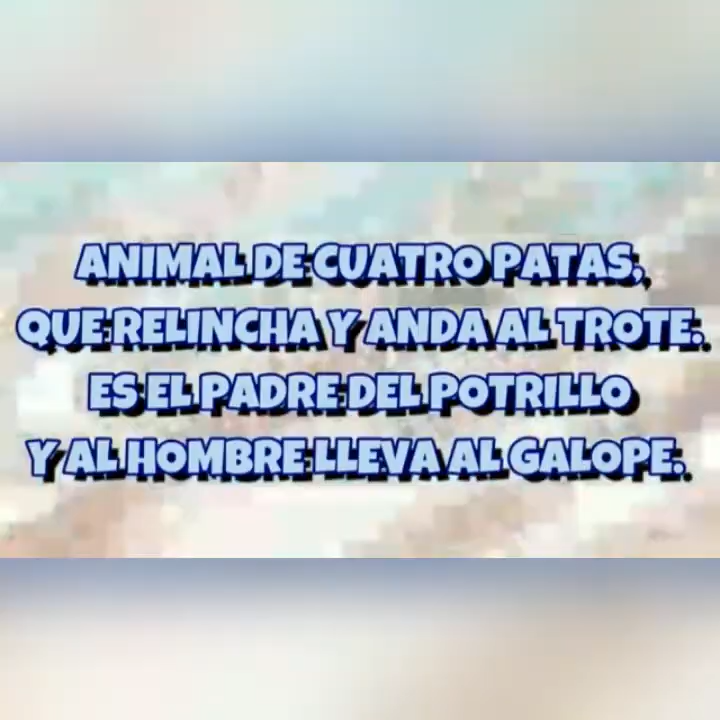 ANIMAL DE CUATRO PATAS,
QUE RELINCHA Y ANDA AL TROTE.
ES EL PADRE DEL POTRILLO
Y AL HOMBRE LLEVA AL GALOPE.